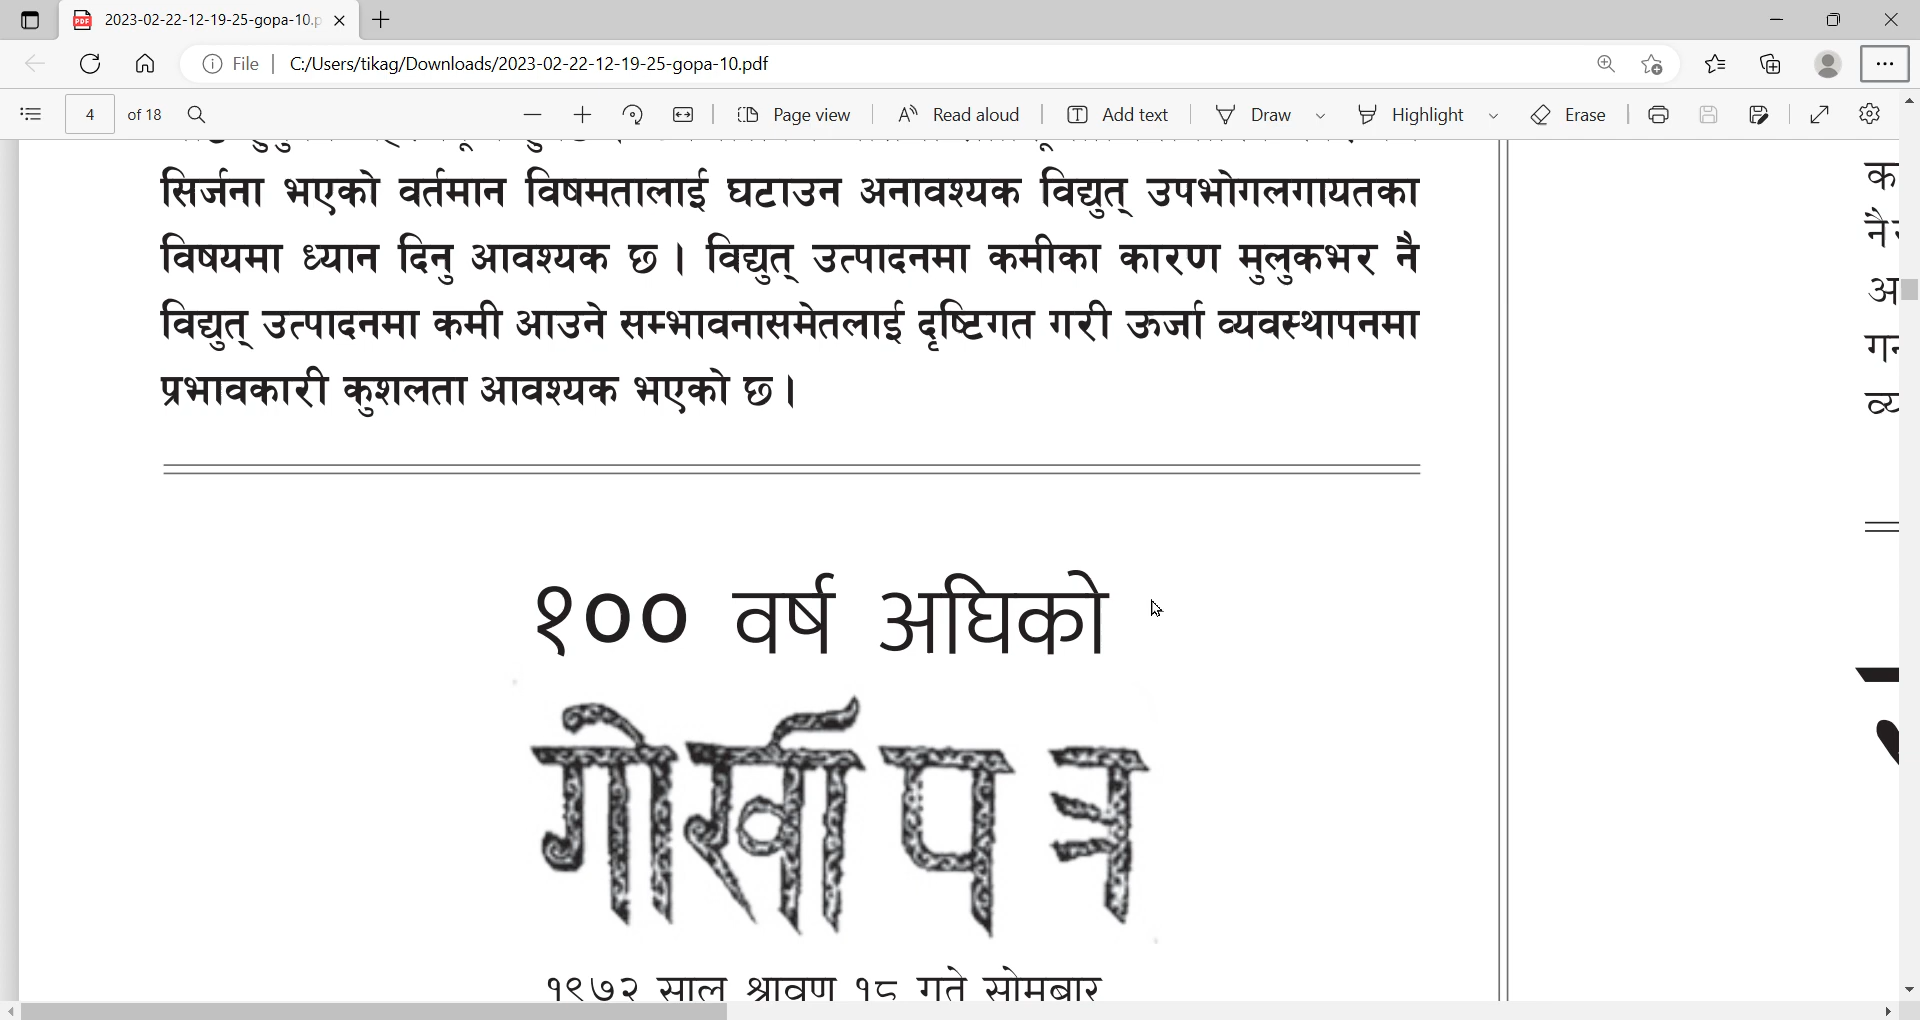 2023-02-22-12-19-25-gopa-10.p
File
C:/Users/tikag/Downloads/2023-02-22-12-19-25-gopa-10.pdf
4 of 18 Page view Read aloud Add text Draw Highlight Erase
सिर्जना भएको वर्तमान विषमतालाई घटाउन अनावश्यक विद्युत् उपभोगलगायतका
विषयमा ध्यान दिनु आवश्यक छ । विद्युत् उत्पादनमा कमीका कारण मुलुकभर नै
विद्युत् उत्पादनमा कमी आउने सम्भावनासमेतलाई दृष्टिगत गरी ऊर्जा व्यवस्थापनमा
प्रभावकारी कुशलता आवश्यक भएको छ ।
१०० वर्ष अघिको
गोर्खापत्र
१९७२ साल श्रावण १८ गते सोमबार